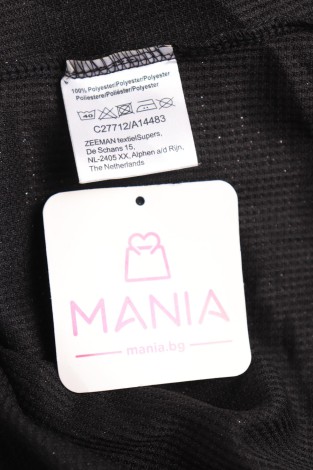 100% Polyester/Polyester/Polyester
Poliestere/Poliéster/Polyester
40
C27712/A14483
ZEEMAN textielSupers,
De Schans 15,
NL-2405 XX, Alphen a/d Rijn,
The Netherlands
MANIA
mania.bg